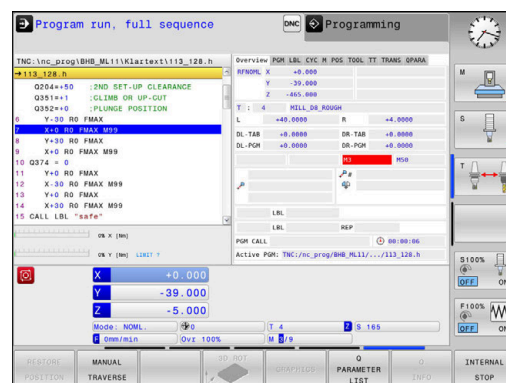 Program run, full sequence
DNC
Programming
TNC:\nc_prog\BHB_ML11\Klartext\113_128.h
→113_128.h
Q204=+50 ;2ND SET-UP CLEARANCE
Q351=+1 ;CLIMB OR UP-CUT
Q352=+0 ;PLUNGE POSITION
6 Y-30 R0 FMAX
7 X+0 R0 FMAX M99
8 Y+30 R0 FMAX
9 X+0 R0 FMAX M99
10 Q374 = 0
11 Y+0 R0 FMAX
12 X-30 R0 FMAX M99
13 Y+0 R0 FMAX
14 X+30 R0 FMAX M99
15 CALL LBL "safe"
0% X [Nm]
0% Y [Nm] LIMIT ?
Overview PGM LBL CYC M POS TOOL TT TRANS QPARA
RFNOML X +0.000
Y -39.000
Z -465.000
T : 4 MILL_D8_ROUGH
L +40.0000 R +4.0000
DL-TAB +0.0000 DR-TAB +0.0000
DL-PGM +0.0000 DR-PGM +0.0000
M3 M50
LBL
LBL REP
PGM CALL 00:00:06
Active PGM: TNC:/nc_prog/BHB_ML11/.../113_128.h
X +0.000
Y -39.000
Z -5.000
Mode: NOML. 0 T 4 Z S 165
F 0mm/min Ovr 100% M 5/9
M
S
T
S100%
OFF ON
F100%
OFF ON
RESTORE POSITION
MANUAL TRAVERSE
3D ROT
GRAPHICS
Q PARAMETER LIST
Q INFO
INTERNAL STOP